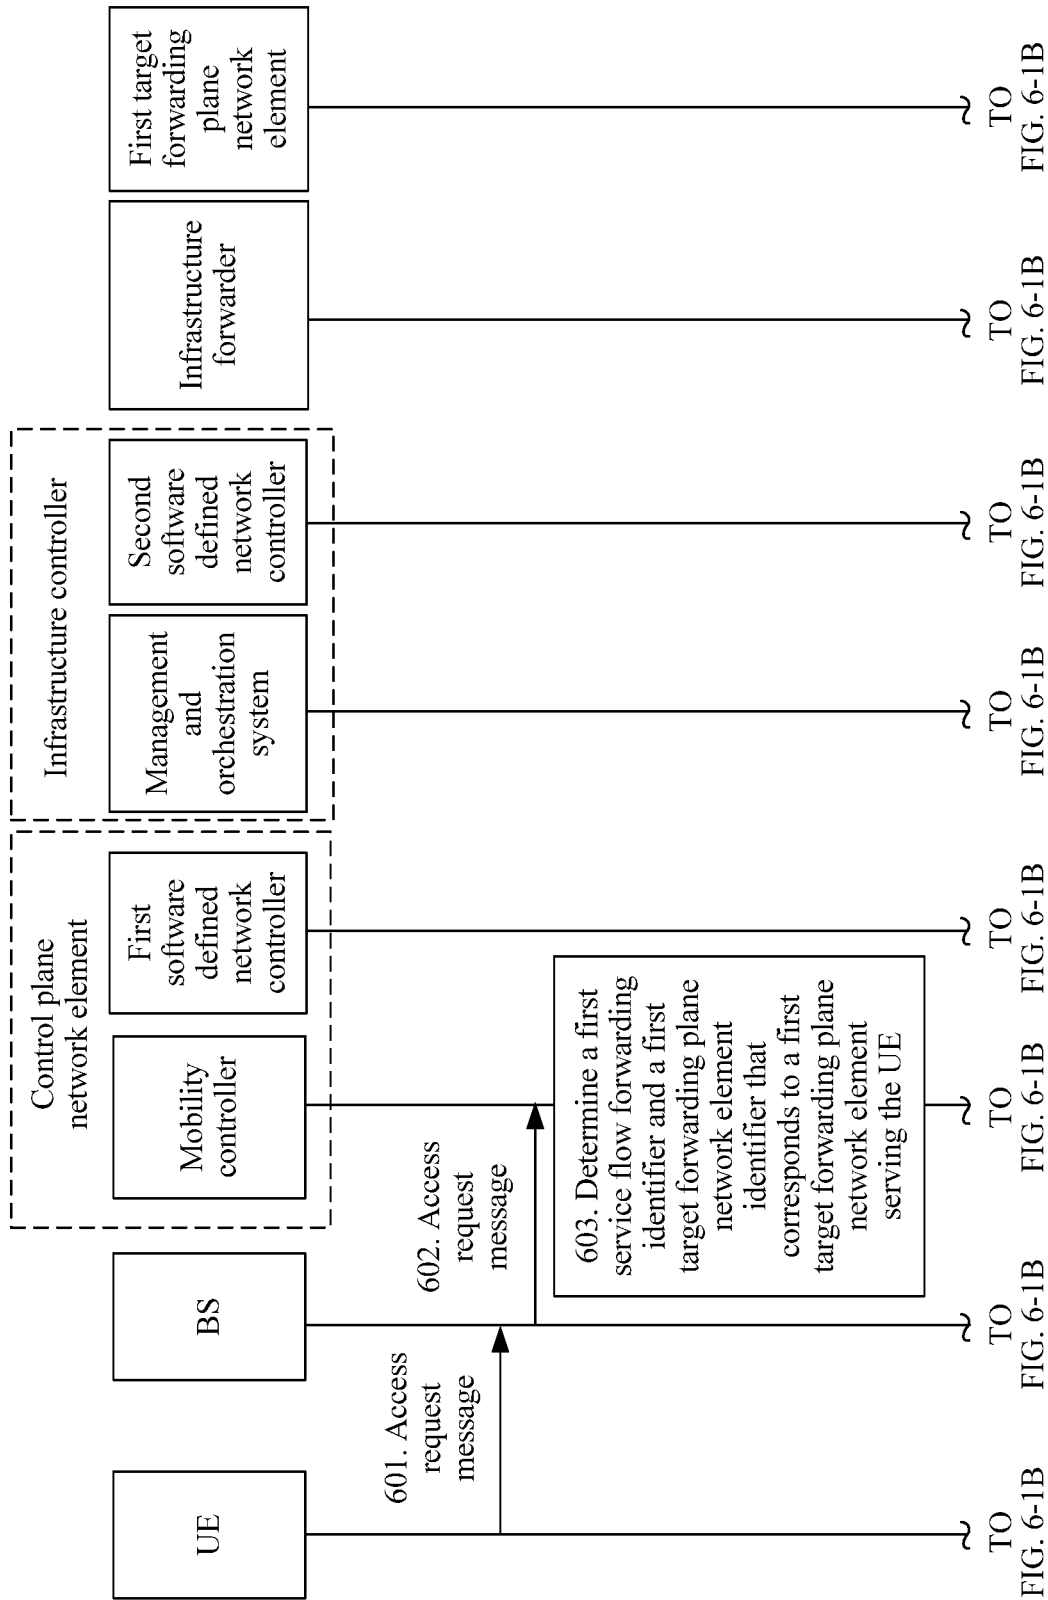 Control plane
network element
Infrastructure controller
UE
BS
Mobility
controller
First
software
defined
network
controller
Management
and
orchestration
system
Second
software
defined
network
controller
Infrastructure
forwarder
First target
forwarding
plane
network
element
601. Access
request
message
602. Access
request
message
603. Determine a first
service flow forwarding
identifier and a first
target forwarding plane
network element
identifier that
corresponds to a first
target forwarding plane
network element
serving the UE
TO
FIG. 6-1B
TO
FIG. 6-1B
TO
FIG. 6-1B
TO
FIG. 6-1B
TO
FIG. 6-1B
TO
FIG. 6-1B
TO
FIG. 6-1B
TO
FIG. 6-1B